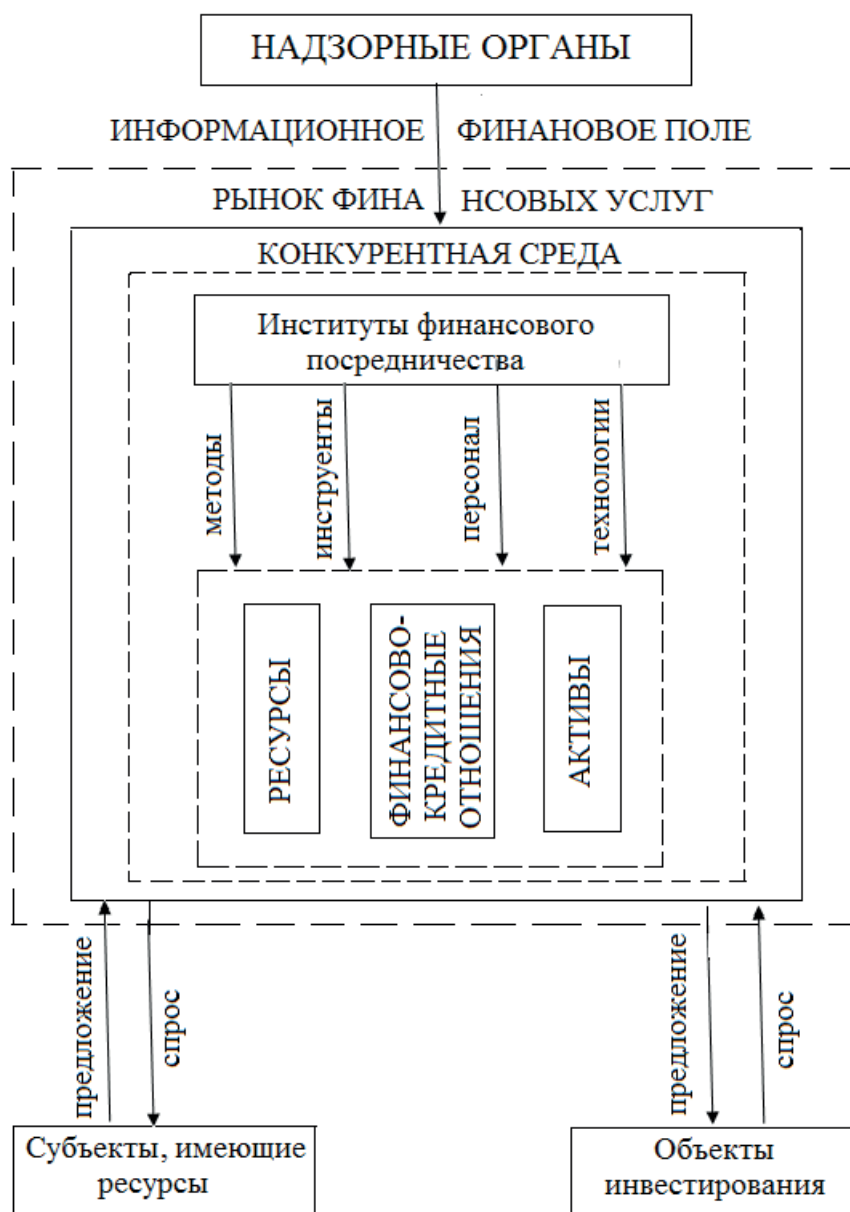 НАДЗОРНЫЕ ОРГАНЫ
ИНФОРМАЦИОННОЕ ФИНАНОВОЕ ПОЛЕ
РЫНОК ФИНА НСОВЫХ УСЛУГ
КОНКУРЕНТНАЯ СРЕДА
Институты финансового
посредничества
методы
инструенты
персонал
технологии
РЕСУРСЫ
ФИНАНСОВО-
КРЕДИТНЫЕ
ОТНОШЕНИЯ
АКТИВЫ
предложение
спрос
предложение
спрос
Субъекты, имеющие
ресурсы
Объекты
инвестирования